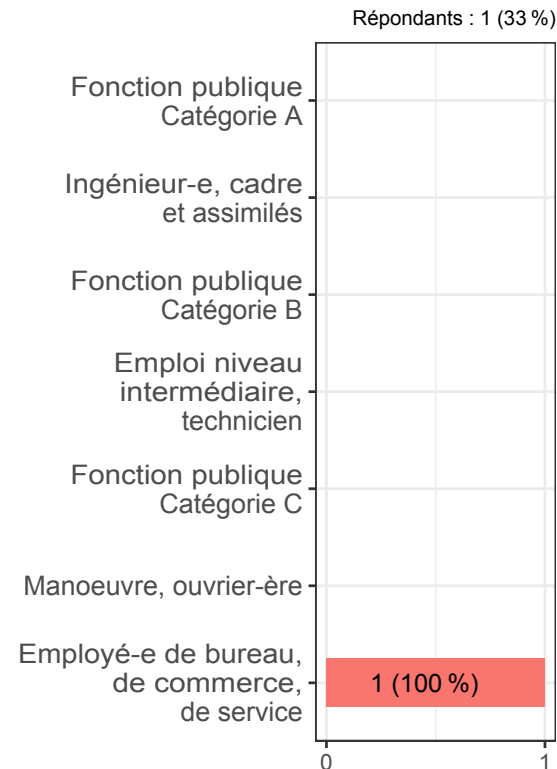 Répondants : 1 (33 %)
Fonction publique
Catégorie A
Ingénieur-e, cadre
et assimilés
Fonction publique
Catégorie B
Emploi niveau
intermédiaire,
technicien
Fonction publique
Catégorie C
Manoeuvre, ouvrier-ère
Employé-e de bureau,
de commerce,
de service
1 (100 %)
0 1